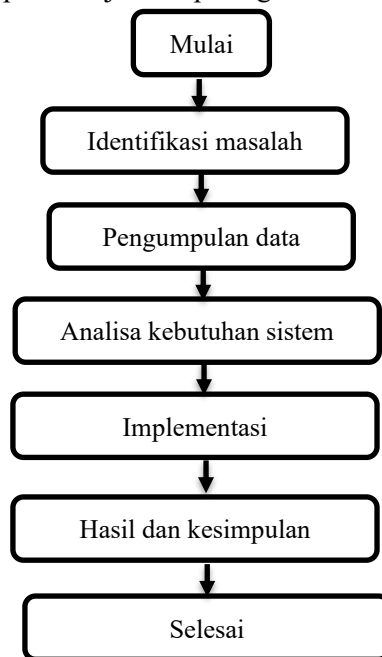 Mulai
Identifikasi masalah
Pengumpulan data
Analisa kebutuhan sistem
Implementasi
Hasil dan kesimpulan
Selesai